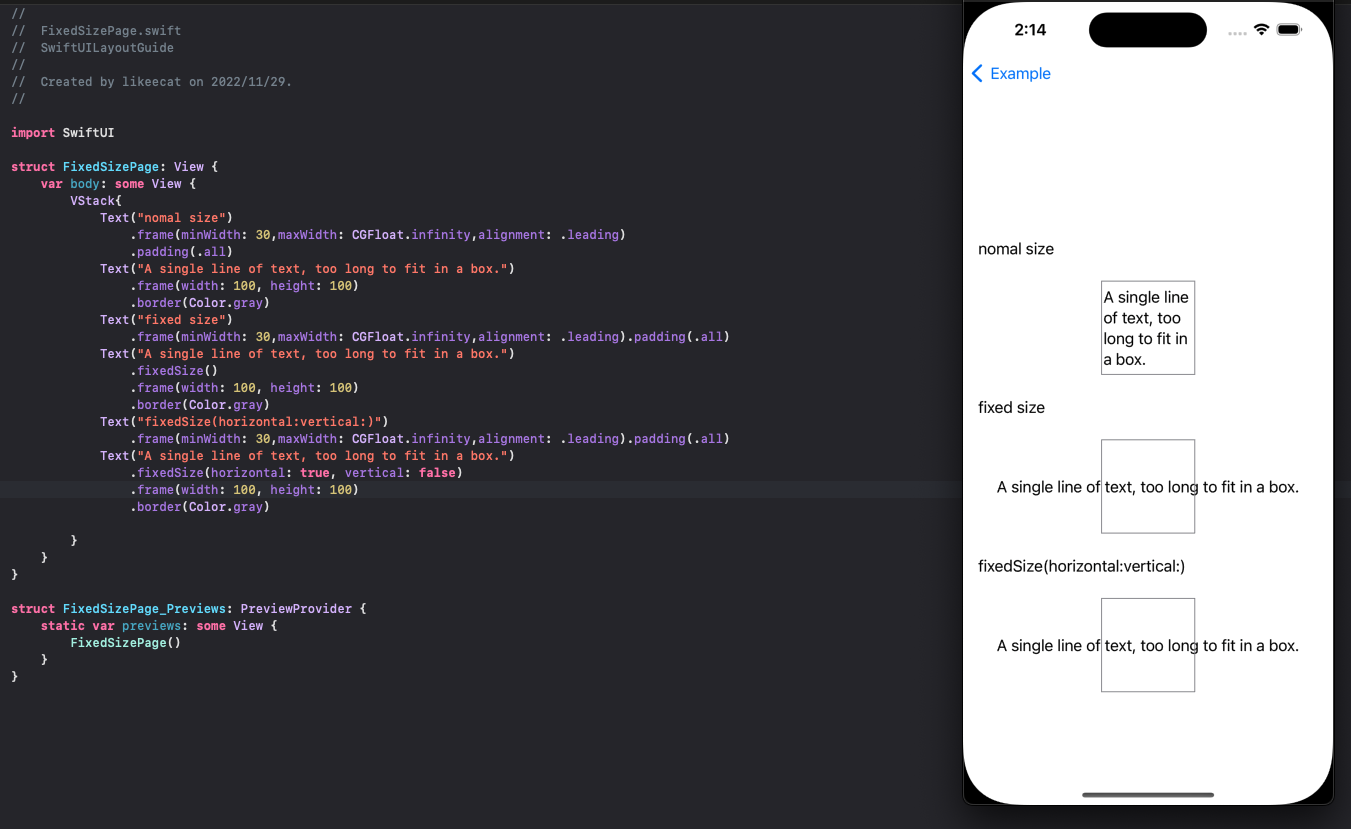 //
//  FixedSizePage.swift
//  SwiftUILayoutGuide
//
//  Created by likeecat on 2022/11/29.
//

import SwiftUI

struct FixedSizePage: View {
    var body: some View {
        VStack{
            Text("nomal size")
                .frame(minWidth: 30,maxWidth: CGFloat.infinity,alignment: .leading)
                .padding(.all)
            Text("A single line of text, too long to fit in a box.")
                .frame(width: 100, height: 100)
                .border(Color.gray)
            Text("fixed size")
                .frame(minWidth: 30,maxWidth: CGFloat.infinity,alignment: .leading).padding(.all)
            Text("A single line of text, too long to fit in a box.")
                .fixedSize()
                .frame(width: 100, height: 100)
                .border(Color.gray)
            Text("fixedSize(horizontal:vertical:)")
                .frame(minWidth: 30,maxWidth: CGFloat.infinity,alignment: .leading).padding(.all)
            Text("A single line of text, too long to fit in a box.")
                .fixedSize(horizontal: true, vertical: false)
                .frame(width: 100, height: 100)
                .border(Color.gray)

        }
    }
}

struct FixedSizePage_Previews: PreviewProvider {
    static var previews: some View {
        FixedSizePage()
    }
}
2:14
Example
nomal size
A single line
of text, too
long to fit in
a box.
fixed size
A single line of text, too long to fit in a box.
fixedSize(horizontal:vertical:)
A single line of text, too long to fit in a box.